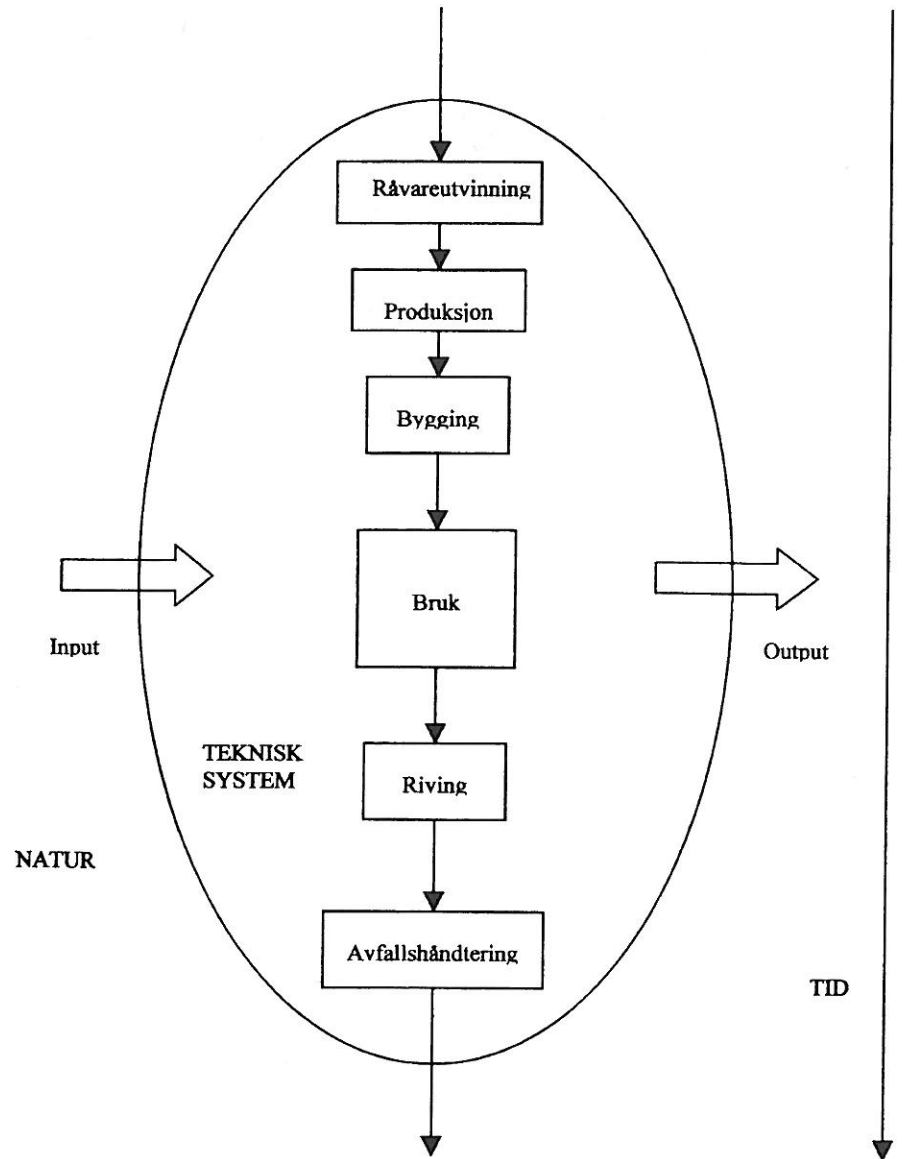 Råvareutvinning
Produksjon
Bygging
Bruk
Input
Output
TEKNISK
SYSTEM
Riving
NATUR
Avfallshåndtering
TID